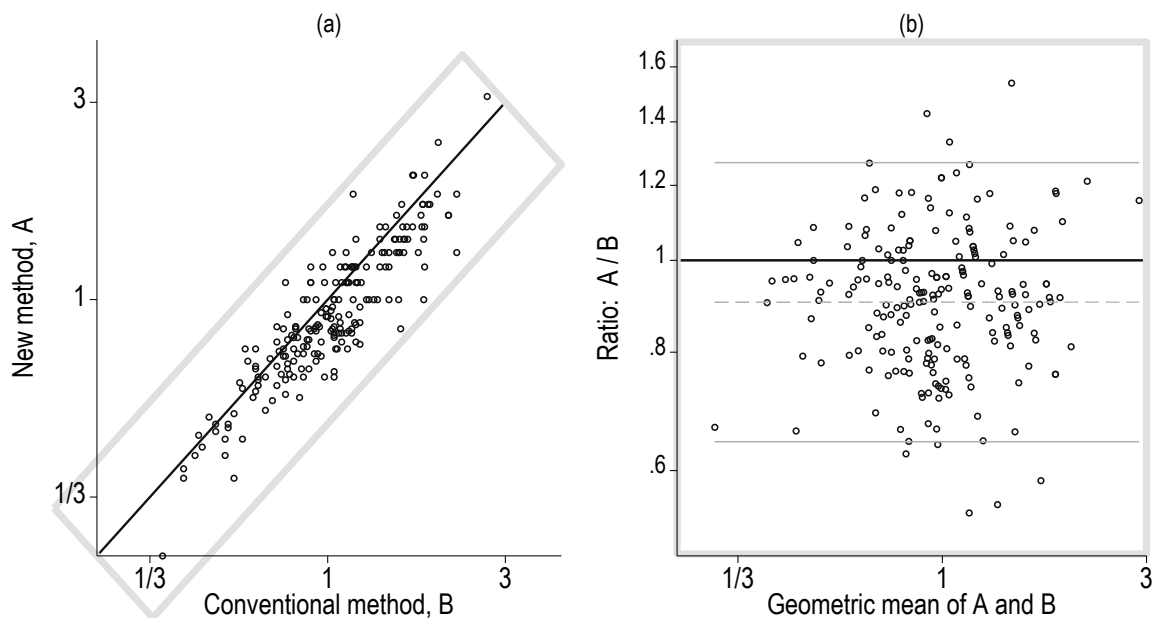 (a)
3
1
1/3
New method, A
1/3
1
3
Conventional method, B
(b)
1.6
1.4
1.2
1
.8
.6
Ratio: A / B
1/3
1
3
Geometric mean of A and B